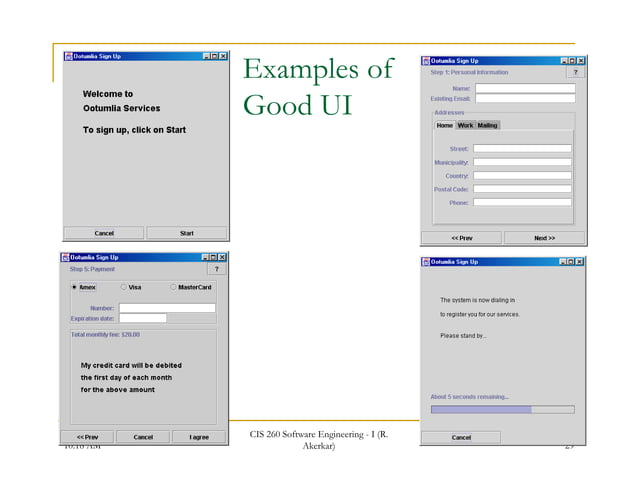 Ootumlia Sign Up
Welcome to
Ootumlia Services
To sign up, click on Start
Cancel
Start
Examples of
Good UI
Ootumlia Sign Up
Step 1: Personal Information
?
Name:
Existing Email:
Addresses
Home Work Mailing
Street:
Municipality:
Country:
Postal Code:
Phone:
<< Prev
Next >>
Ootumlia Sign Up
Step 5: Payment
?
Amex
Visa
MasterCard
Number:
Expiration date:
Total monthly fee: $20.00
My credit card will be debited
the first day of each month
for the above amount
<< Prev
Cancel
I agree
Ootumlia Sign Up
The system is now dialing in
to register you for our services.
Please stand by...
About 5 seconds remaining...
Cancel
CIS 260 Software Engineering - I (R.
Akerkar)